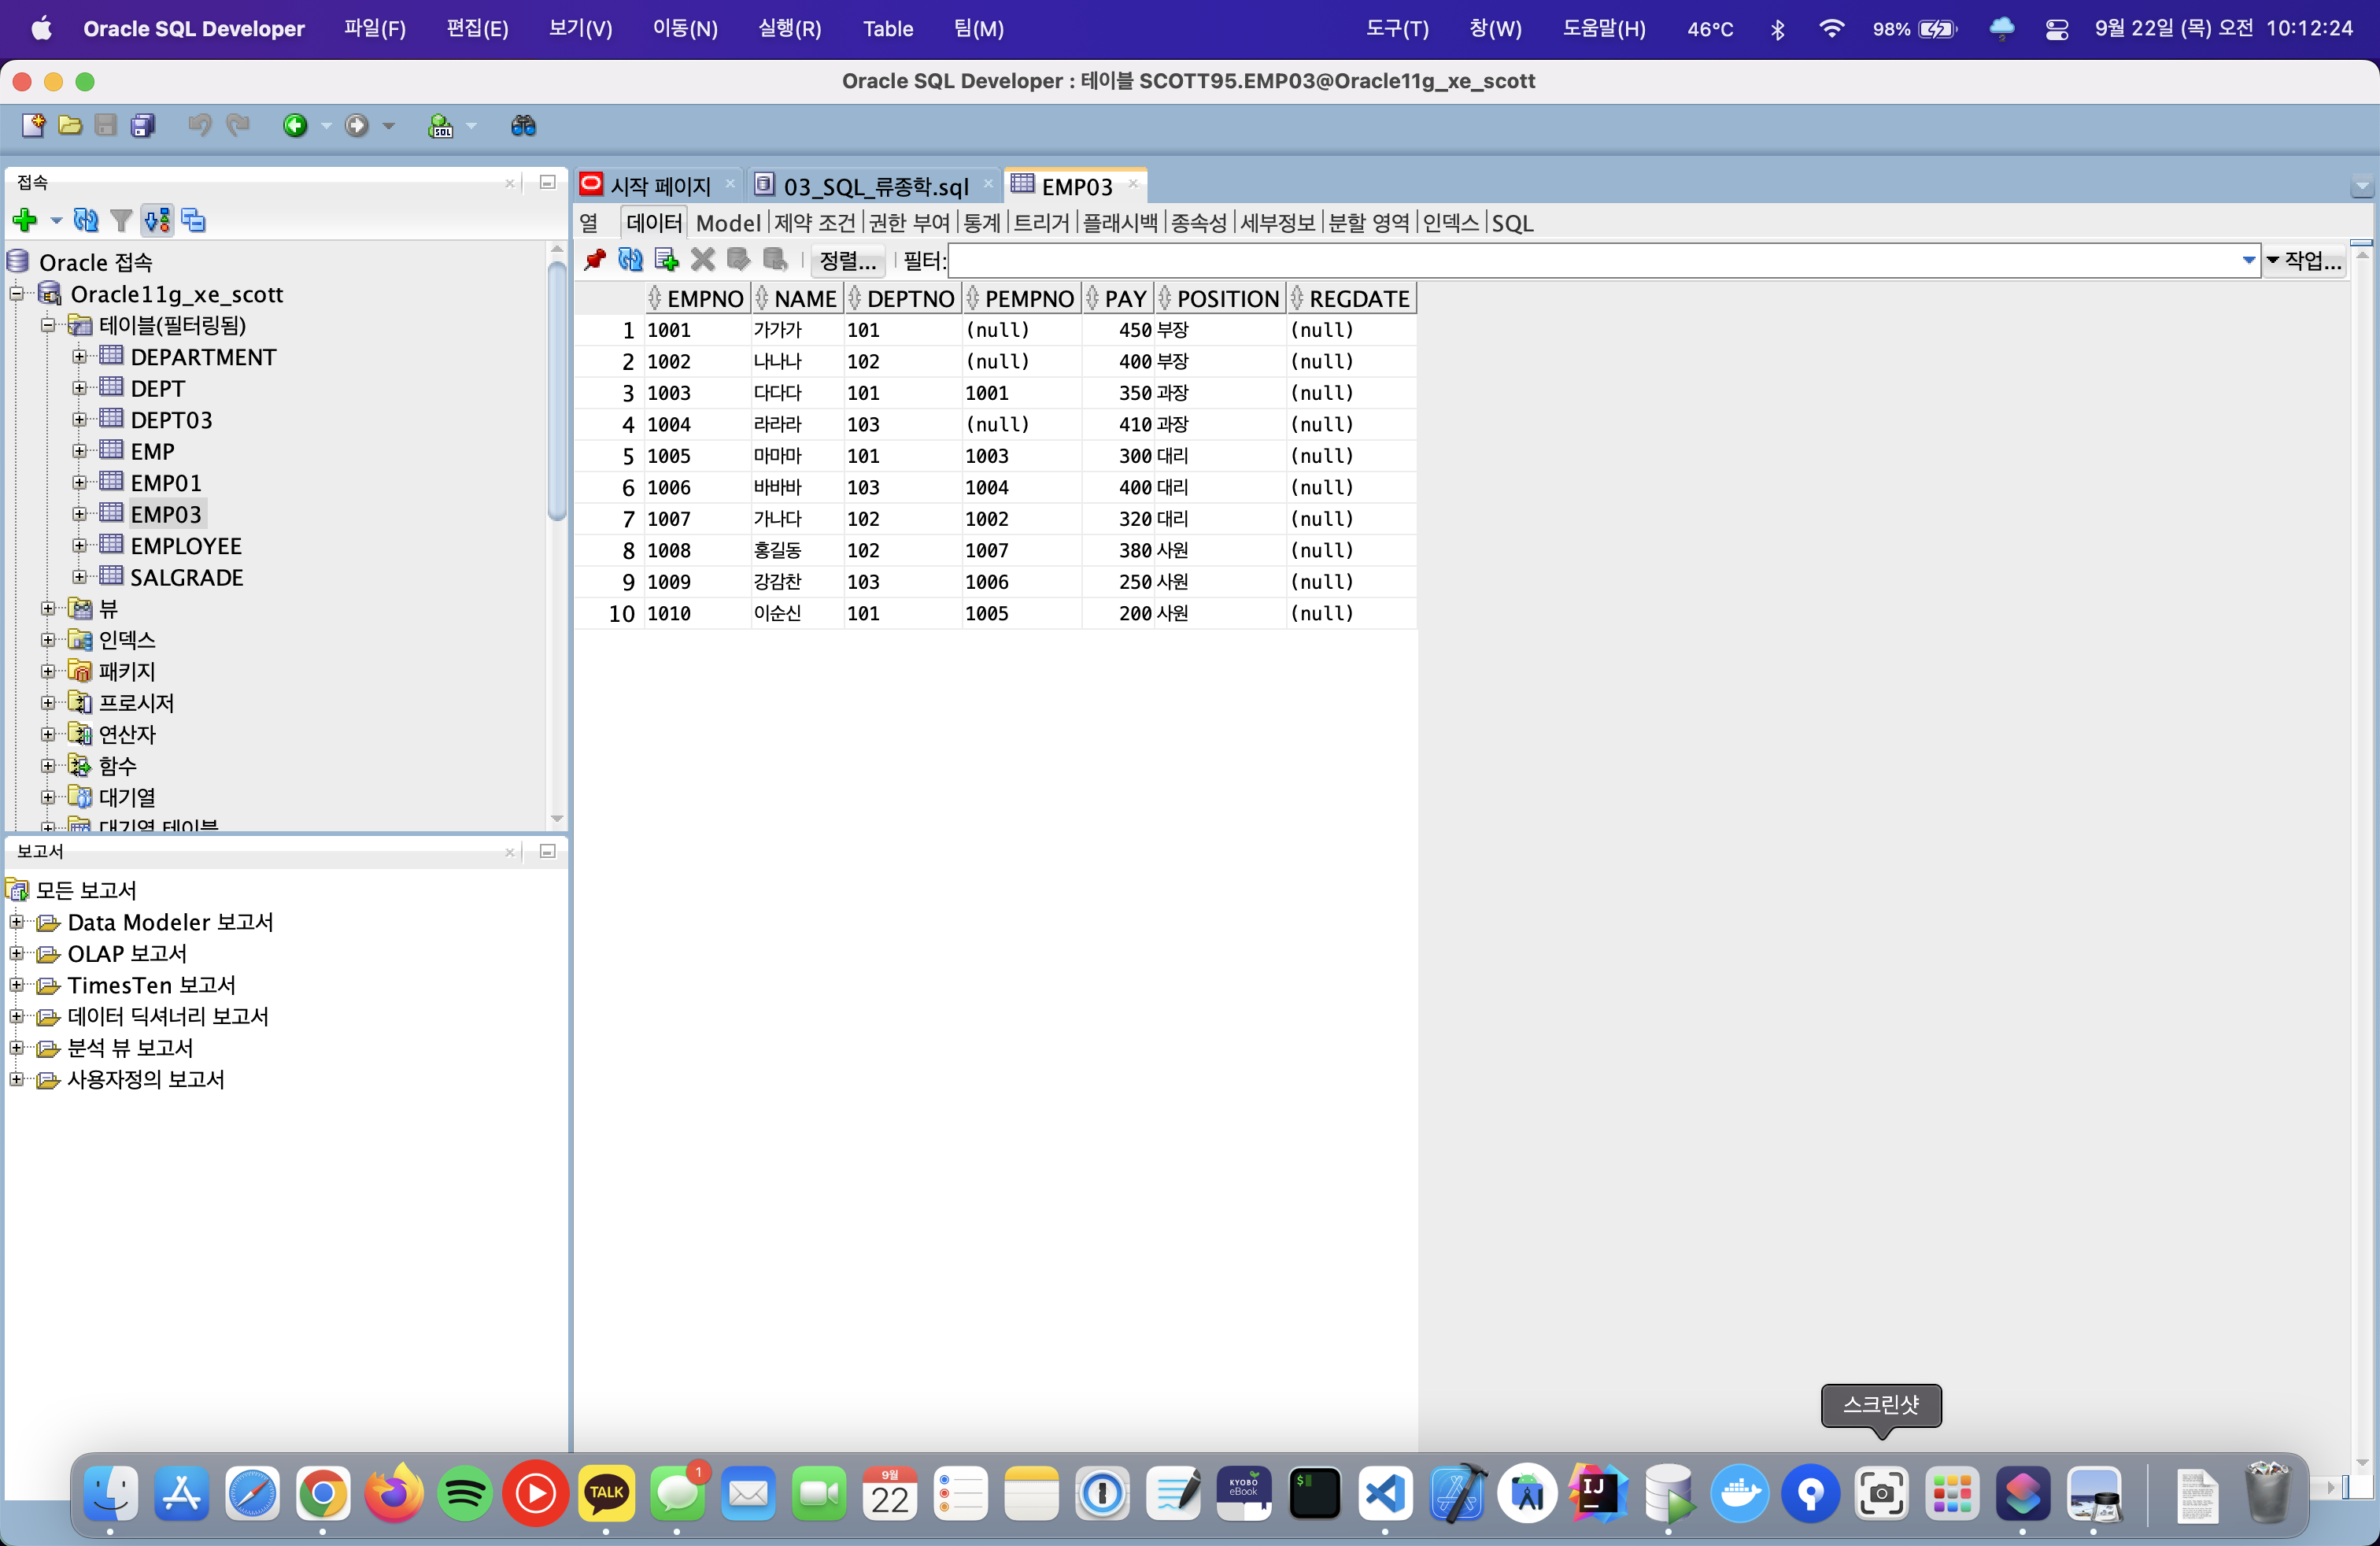 Oracle SQL Developer 파일(F) 편집(E) 보기(V) 이동(N) 실행(R) Table 팀(M) 도구(T) 창(W) 도움말(H) 46°C 98% 9월 22일 (목) 오전 10:12:24
Oracle SQL Developer : 테이블 SCOTT95.EMP03@Oracle11g_xe_scott
SQL
접속
Oracle 접속
Oracle11g_xe_scott
테이블(필터링됨)
DEPARTMENT
DEPT
DEPT03
EMP
EMP01
EMP03
EMPLOYEE
SALGRADE
뷰
인덱스
패키지
프로시저
연산자
함수
대기열
대기열 테이블
보고서
모든 보고서
Data Modeler 보고서
OLAP 보고서
TimesTen 보고서
데이터 딕셔너리 보고서
분석 뷰 보고서
사용자정의 보고서
시작 페이지 03_SQL_류종학.sql EMP03
열 데이터 Model 제약 조건 권한 부여 통계 트리거 플래시백 종속성 세부정보 분할 영역 인덱스 SQL
정렬... 필터: 작업...
EMPNO NAME DEPTNO PEMPNO PAY POSITION REGDATE
1 1001 가가가 101 (null) 450 부장 (null)
2 1002 나나나 102 (null) 400 부장 (null)
3 1003 다다다 101 1001 350 과장 (null)
4 1004 라라라 103 (null) 410 과장 (null)
5 1005 마마마 101 1003 300 대리 (null)
6 1006 바바바 103 1004 400 대리 (null)
7 1007 가나다 102 1002 320 대리 (null)
8 1008 홍길동 102 1007 380 사원 (null)
9 1009 강감찬 103 1006 250 사원 (null)
10 1010 이순신 101 1005 200 사원 (null)
스크린샷
TALK
1
9월
22
KYOBO
eBook
$
IJ